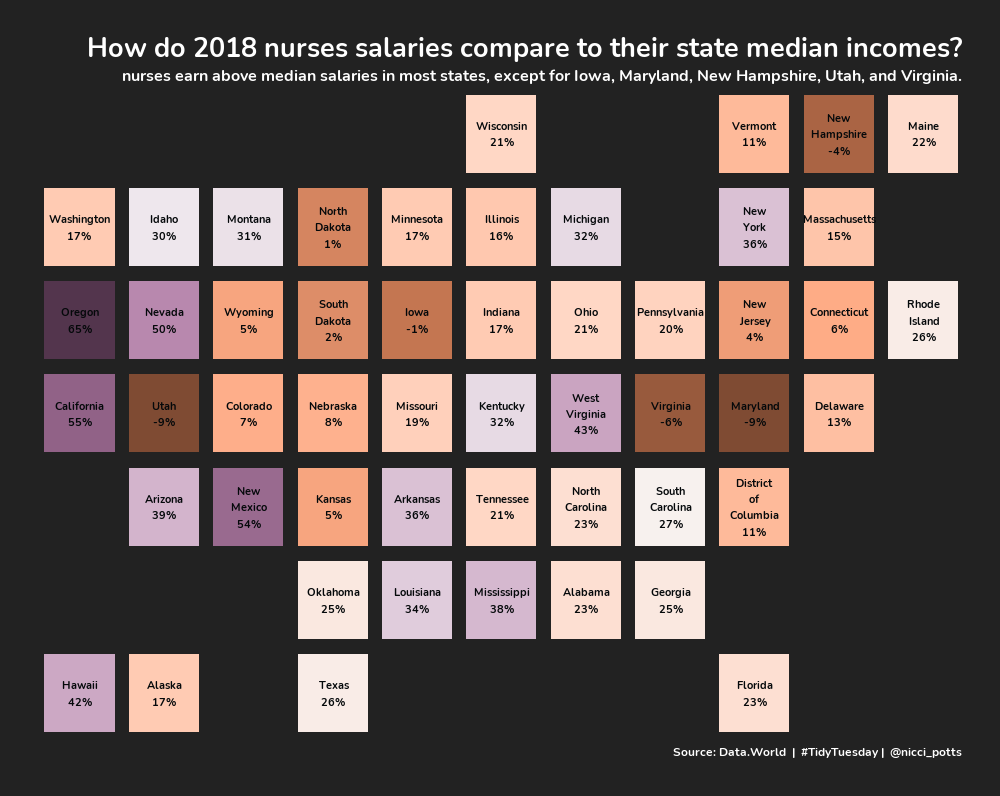 How do 2018 nurses salaries compare to their state median incomes?
nurses earn above median salaries in most states, except for Iowa, Maryland, New Hampshire, Utah, and Virginia.
Wisconsin
21%
Vermont
11%
New
Hampshire
-4%
Maine
22%
Washington
17%
Idaho
30%
Montana
31%
North
Dakota
1%
Minnesota
17%
Illinois
16%
Michigan
32%
New
York
36%
Massachusetts
15%
Oregon
65%
Nevada
50%
Wyoming
5%
South
Dakota
2%
Iowa
-1%
Indiana
17%
Ohio
21%
Pennsylvania
20%
New
Jersey
4%
Connecticut
6%
Rhode
Island
26%
California
55%
Utah
-9%
Colorado
7%
Nebraska
8%
Missouri
19%
Kentucky
32%
West
Virginia
43%
Virginia
-6%
Maryland
-9%
Delaware
13%
Arizona
39%
New
Mexico
54%
Kansas
5%
Arkansas
36%
Tennessee
21%
North
Carolina
23%
South
Carolina
27%
District
of
Columbia
11%
Oklahoma
25%
Louisiana
34%
Mississippi
38%
Alabama
23%
Georgia
25%
Hawaii
42%
Alaska
17%
Texas
26%
Florida
23%
Source: Data.World | #TidyTuesday | @nicci_potts